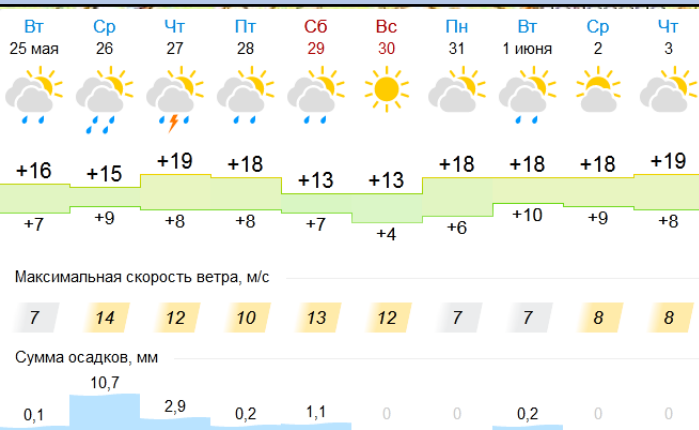 Вт Ср Чт Пт Сб Вс Пн Вт Ср Чт
25 мая 26 27 28 29 30 31 1 июня 2 3
+16 +15 +19 +18 +13 +13 +18 +18 +18 +19
+7 +9 +8 +8 +7 +4 +6 +10 +9 +8
Максимальная скорость ветра, м/с
7 14 12 10 13 12 7 7 8 8
Сумма осадков, мм
0,1 10,7 2,9 0,2 1,1 0 0 0,2 0 0